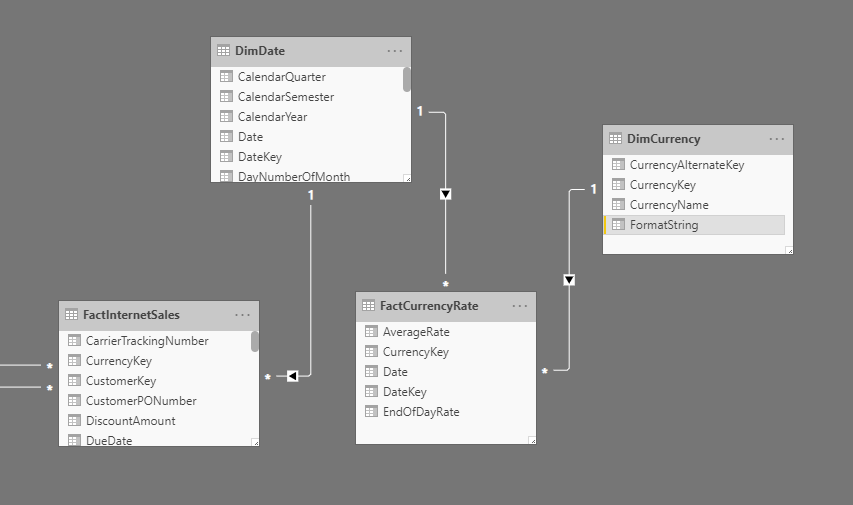 DimDate
CalendarQuarter
CalendarSemester
CalendarYear
Date
DateKey
DayNumberOfMonth
1
1
*
DimCurrency
CurrencyAlternateKey
CurrencyKey
CurrencyName
FormatString
1
*
FactInternetSales
CarrierTrackingNumber
CurrencyKey
CustomerKey
CustomerPONumber
DiscountAmount
DueDate
*
*
*
FactCurrencyRate
AverageRate
CurrencyKey
Date
DateKey
EndOfDayRate